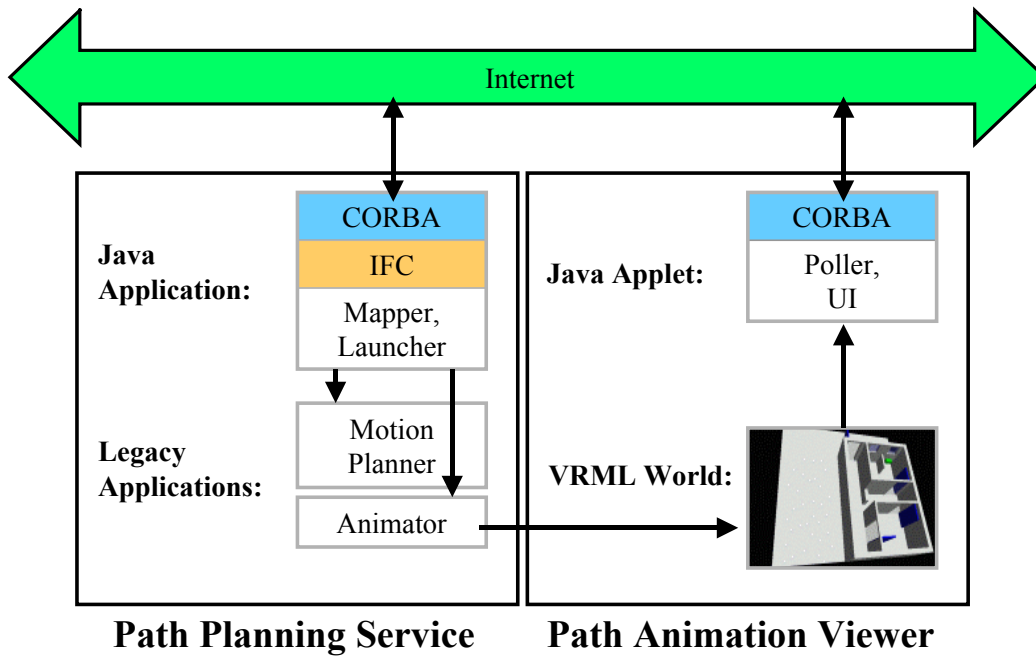 Internet
Java
Application:
CORBA
IFC
Mapper,
Launcher
Legacy
Applications:
Motion
Planner
Animator
Path Planning Service
Java Applet:
CORBA
Poller,
UI
VRML World:
Path Animation Viewer